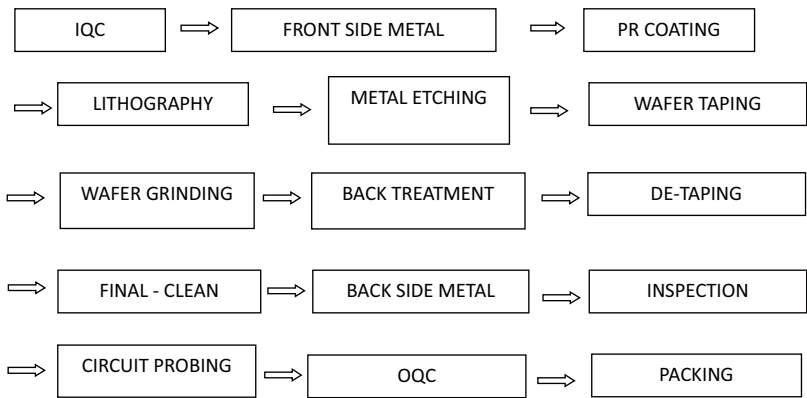 IQC
FRONT SIDE METAL
PR COATING
LITHOGRAPHY
METAL ETCHING
WAFER TAPING
WAFER GRINDING
BACK TREATMENT
DE-TAPING
FINAL - CLEAN
BACK SIDE METAL
INSPECTION
CIRCUIT PROBING
OQC
PACKING